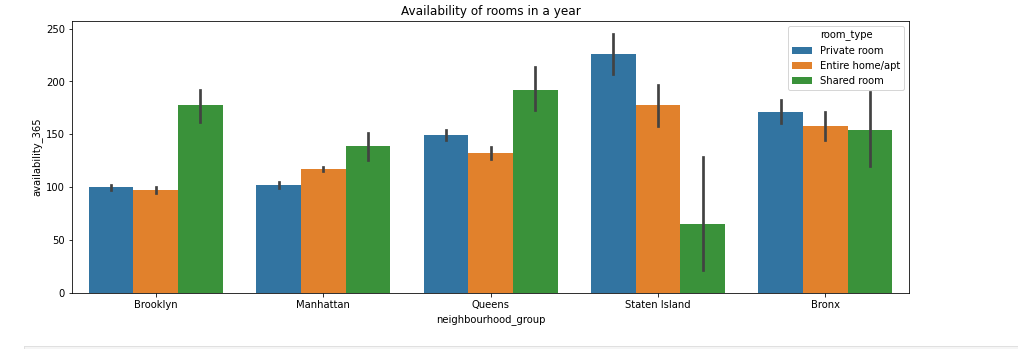 Availability of rooms in a year
room_type
Private room
Entire home/apt
Shared room
availability_365
250
200
150
100
50
0
Brooklyn
Manhattan
Queens
Staten Island
Bronx
neighbourhood_group